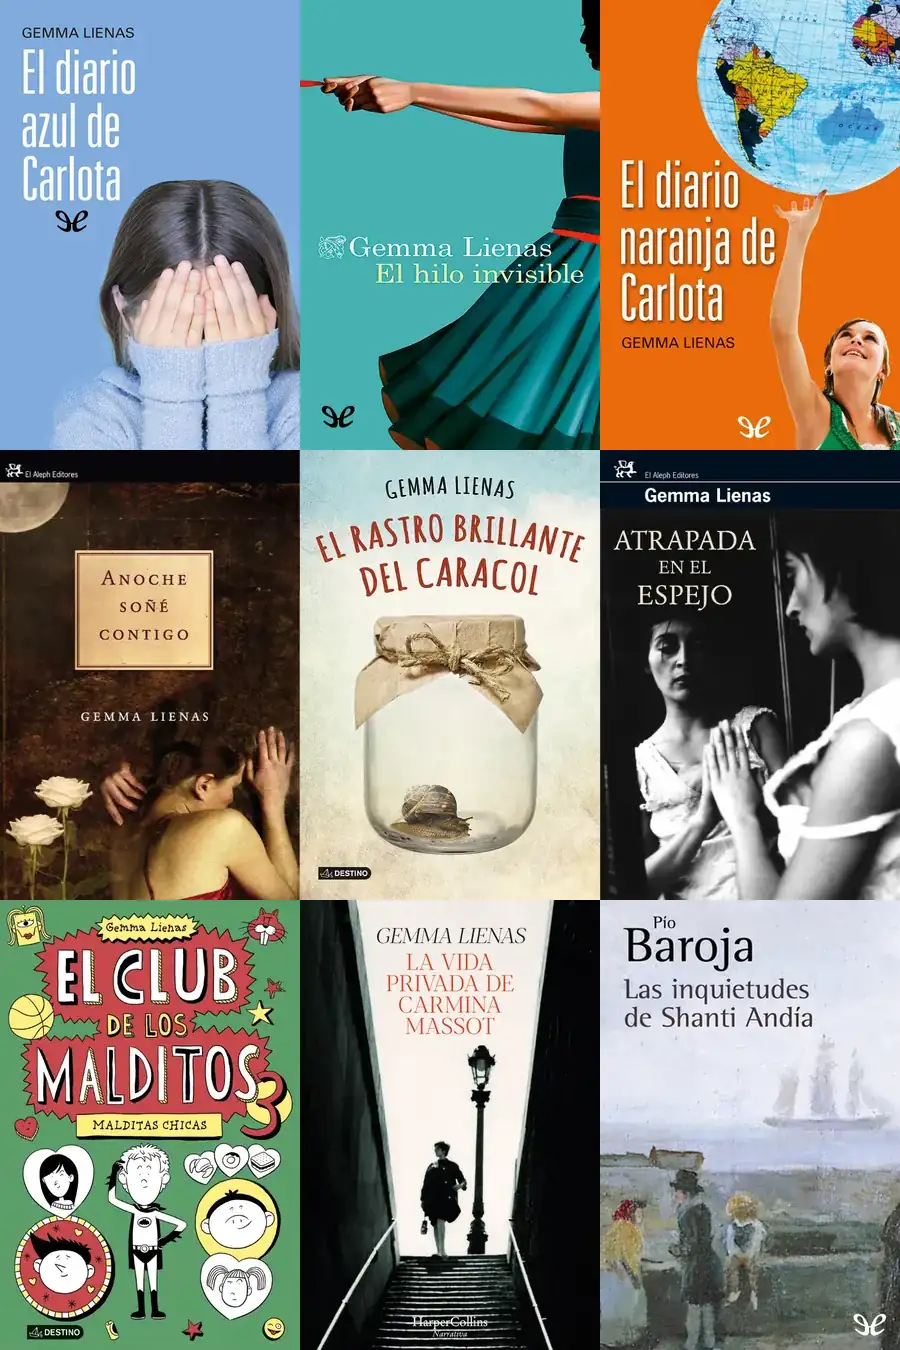 GEMMA LIENAS
El diario
azul de
Carlota
Gemma Lienas
El hilo invisible
El diario
naranja de
Carlota
GEMMA LIENAS
El Aleph Editores
ANOCHE
SOÑÉ
CONTIGO
GEMMA LIENAS
GEMMA LIENAS
EL RASTRO BRILLANTE
DEL CARACOL
DESTINO
El Aleph Editores
Gemma Lienas
ATRAPADA
EN EL
ESPEJO
Gemma Lienas
EL CLUB
DE LOS
MALDITOS
3
MALDITAS CHICAS
DESTINO
GEMMA LIENAS
LA VIDA
PRIVADA DE
CARMINA
MASSOT
HarperCollins
Narrativa
Pío
Baroja
Las inquietudes
de Shanti Andía